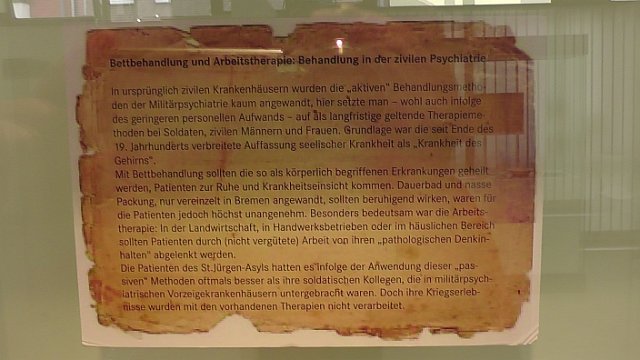 Bettbehandlung und Arbeitstherapie: Behandlung in der zivilen Psychiatrie
In ursprünglich zivilen Krankenhäusern wurden die „aktiven“ Behandlungsmetho-
den der Militärpsychiatrie kaum angewandt, hier setzte man – wohl auch infolge
des geringeren personellen Aufwands – auf als langfristige geltende Therapieme-
thoden bei Soldaten, zivilen Männern und Frauen. Grundlage war die seit Ende des
19. Jahrhunderts verbreitete Auffassung seelischer Krankheit als „Krankheit des
Gehirns“.
Mit Bettbehandlung sollten die so als körperlich begriffenen Erkrankungen geheilt
werden, Patienten zur Ruhe und Krankheitseinsicht kommen. Dauerbad und nasse
Packung, nur vereinzelt in Bremen angewandt, sollten beruhigend wirken, waren für
die Patienten jedoch höchst unangenehm. Besonders bedeutsam war die Arbeits-
therapie: In der Landwirtschaft, in Handwerksbetrieben oder im häuslichen Bereich
sollten Patienten durch (nicht vergütete) Arbeit von ihren „pathologischen Denkin-
halten“ abgelenkt werden.
Die Patienten des St.Jürgen-Asyls hatten es infolge der Anwendung dieser „pas-
siven“ Methoden oftmals besser als ihre soldatischen Kollegen, die in militärpsych-
iatrischen Vorzeigekrankenhäusern untergebracht waren. Doch ihre Kriegserleb-
nisse wurden mit den vorhandenen Therapien nicht verarbeitet.